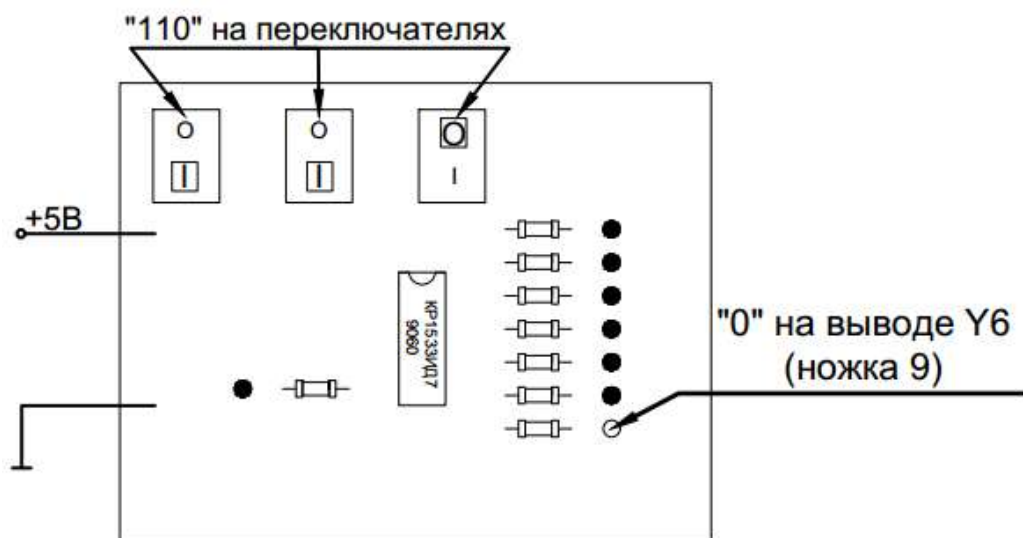 "110" на переключателях
O
O
O
I
I
I
+5В
КР1533ИД7
9060
"0" на выводе Y6
(ножка 9)